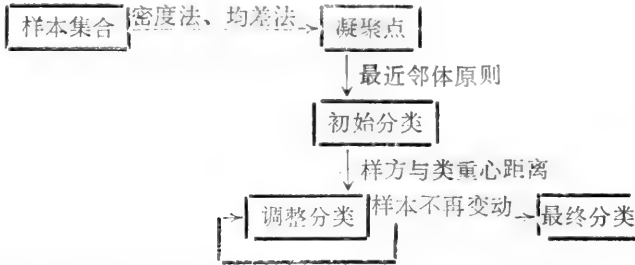 样本集合 密度法、均差法 凝聚点
最近邻体原则
初始分类
样方与类重心距离
调整分类 样本不再变动 最终分类